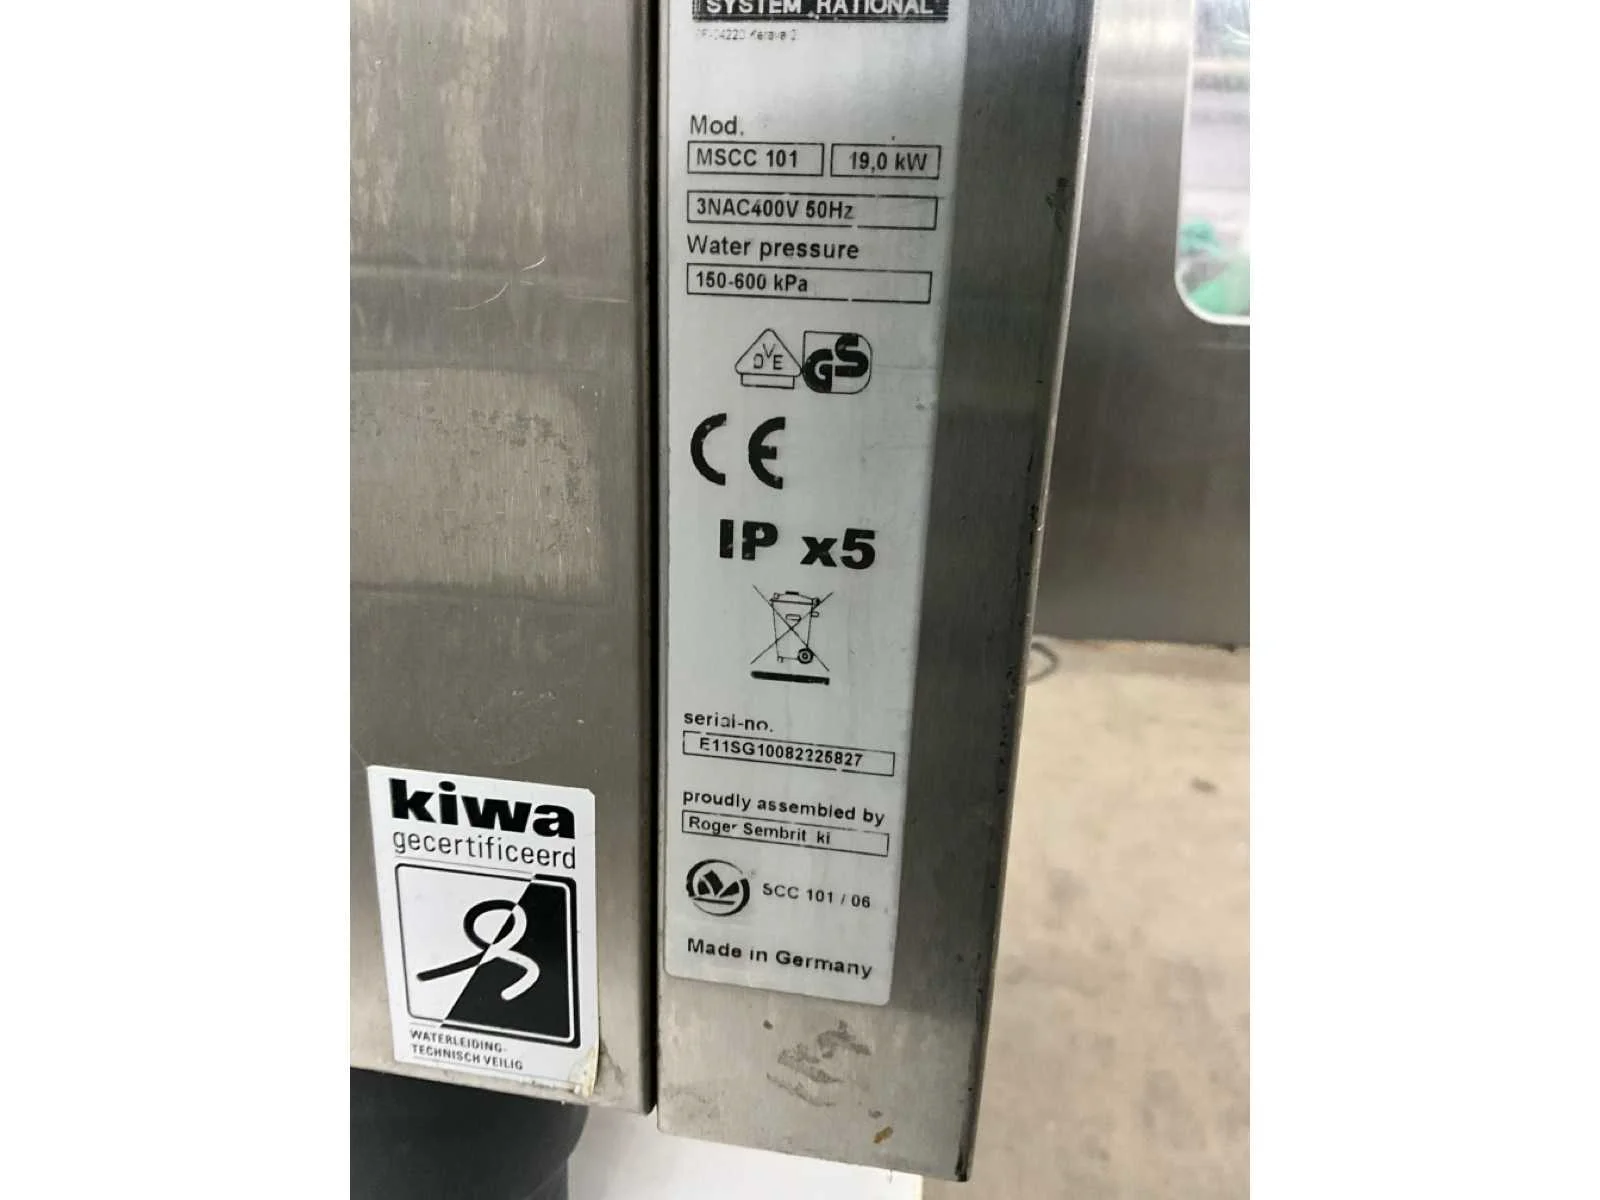 SYSTEM RATIONAL
Mod.
MSCC 101 19,0 kW
3NAC400V 50Hz
Water pressure
150-600 kPa
DVE GS
CE
IP x5
serial-no.
E11SG10082225827
proudly assembled by
Roger
SCC 101 / 06
Made in Germany
kiwa
gecertificeerd
WATERLEIDING-
TECHNISCH VEILIG